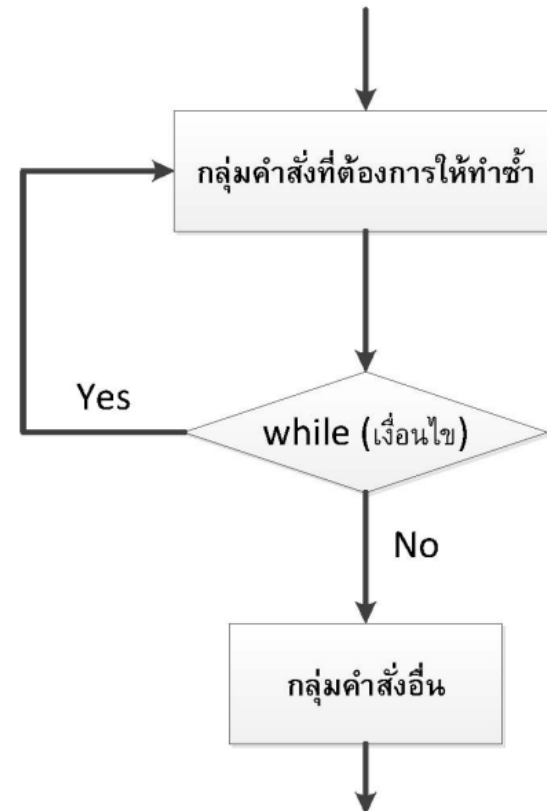 กลุ่มคำสั่งที่ต้องการให้ทำซ้ำ
Yes
while (เงื่อนไข)
No
กลุ่มคำสั่งอื่น